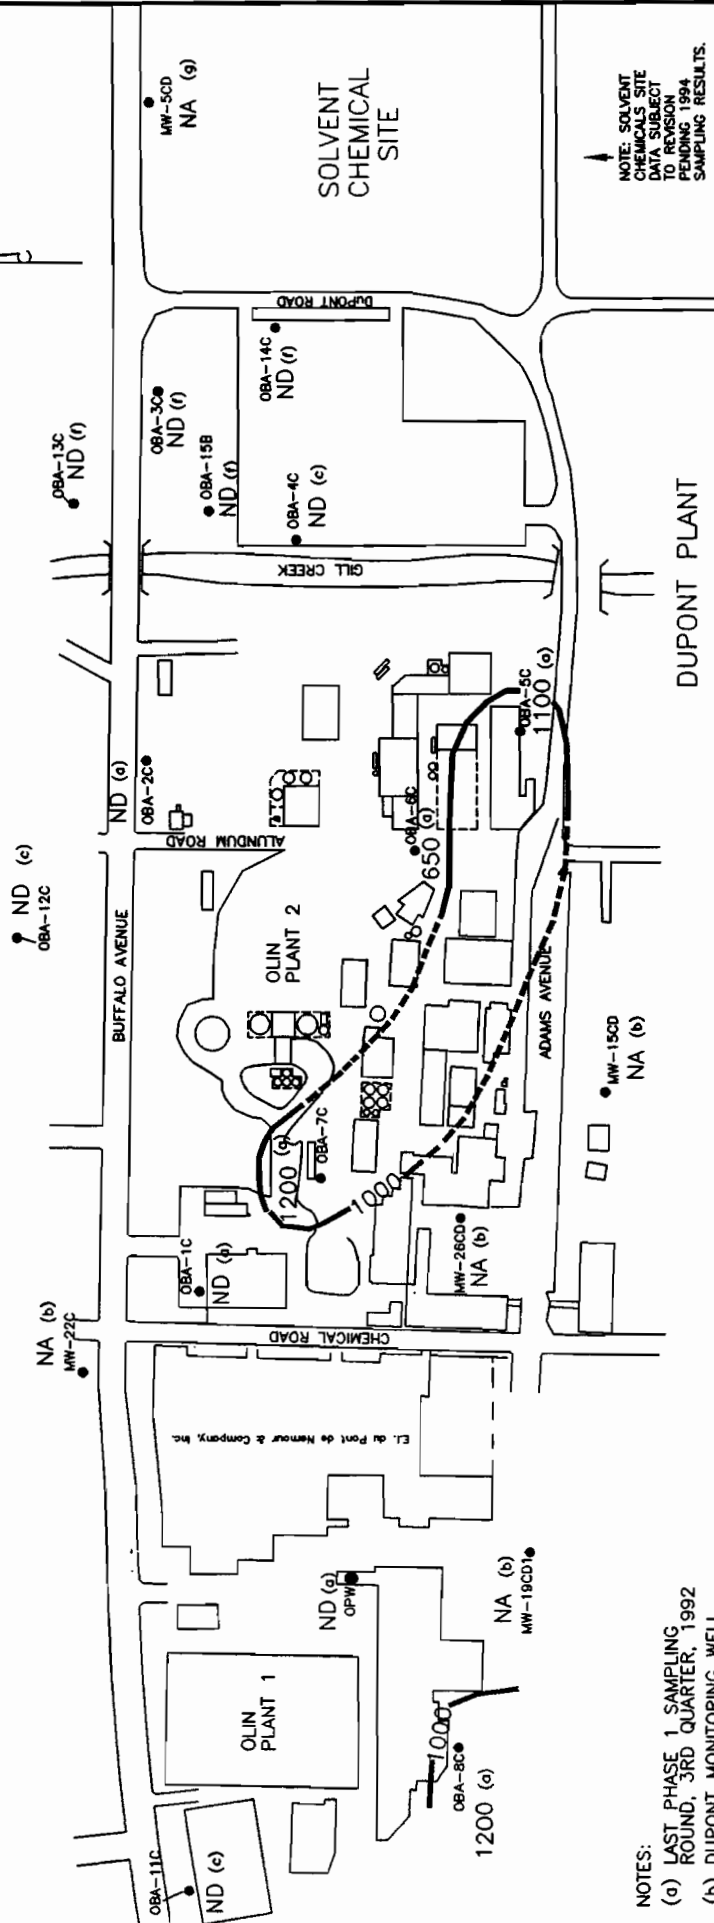 OBA-11C
ND (c)
OLIN
PLANT 1
OBA-8C
1200 (a)
1000
ND (a)
OPW
NA (b)
MW-19CD1
E.I. du Pont de Nemour & Company, Inc.
NA (b)
MW-22C
CHEMICAL ROAD
OBA-1C
ND (a)
MW-26CD
NA (b)
1200 (a)
OBA-7C
1000
BUFFALO AVENUE
OLIN
PLANT 2
ADAMS AVENUE
MW-15CD
NA (b)
ND (c)
OBA-12C
ALUNDUM ROAD
ND (a)
OBA-2C
OBA-6C
650 (a)
OBA-5C
1100 (a)
DUPONT PLANT
GILL CREEK
OBA-13C
ND (f)
OBA-15B
ND (f)
OBA-4C
ND (c)
OBA-3C
ND (f)
OBA-14C
ND (f)
DuPONT ROAD
MW-5CD
NA (g)
SOLVENT
CHEMICAL
SITE
NOTE: SOLVENT
CHEMICALS SITE
DATA SUBJECT
TO REVISION
PENDING 1994
SAMPLING RESULTS.
NOTES:
(a) LAST PHASE 1 SAMPLING
ROUND, 3RD QUARTER, 1992
(b) DUPONT MONITORING WELL